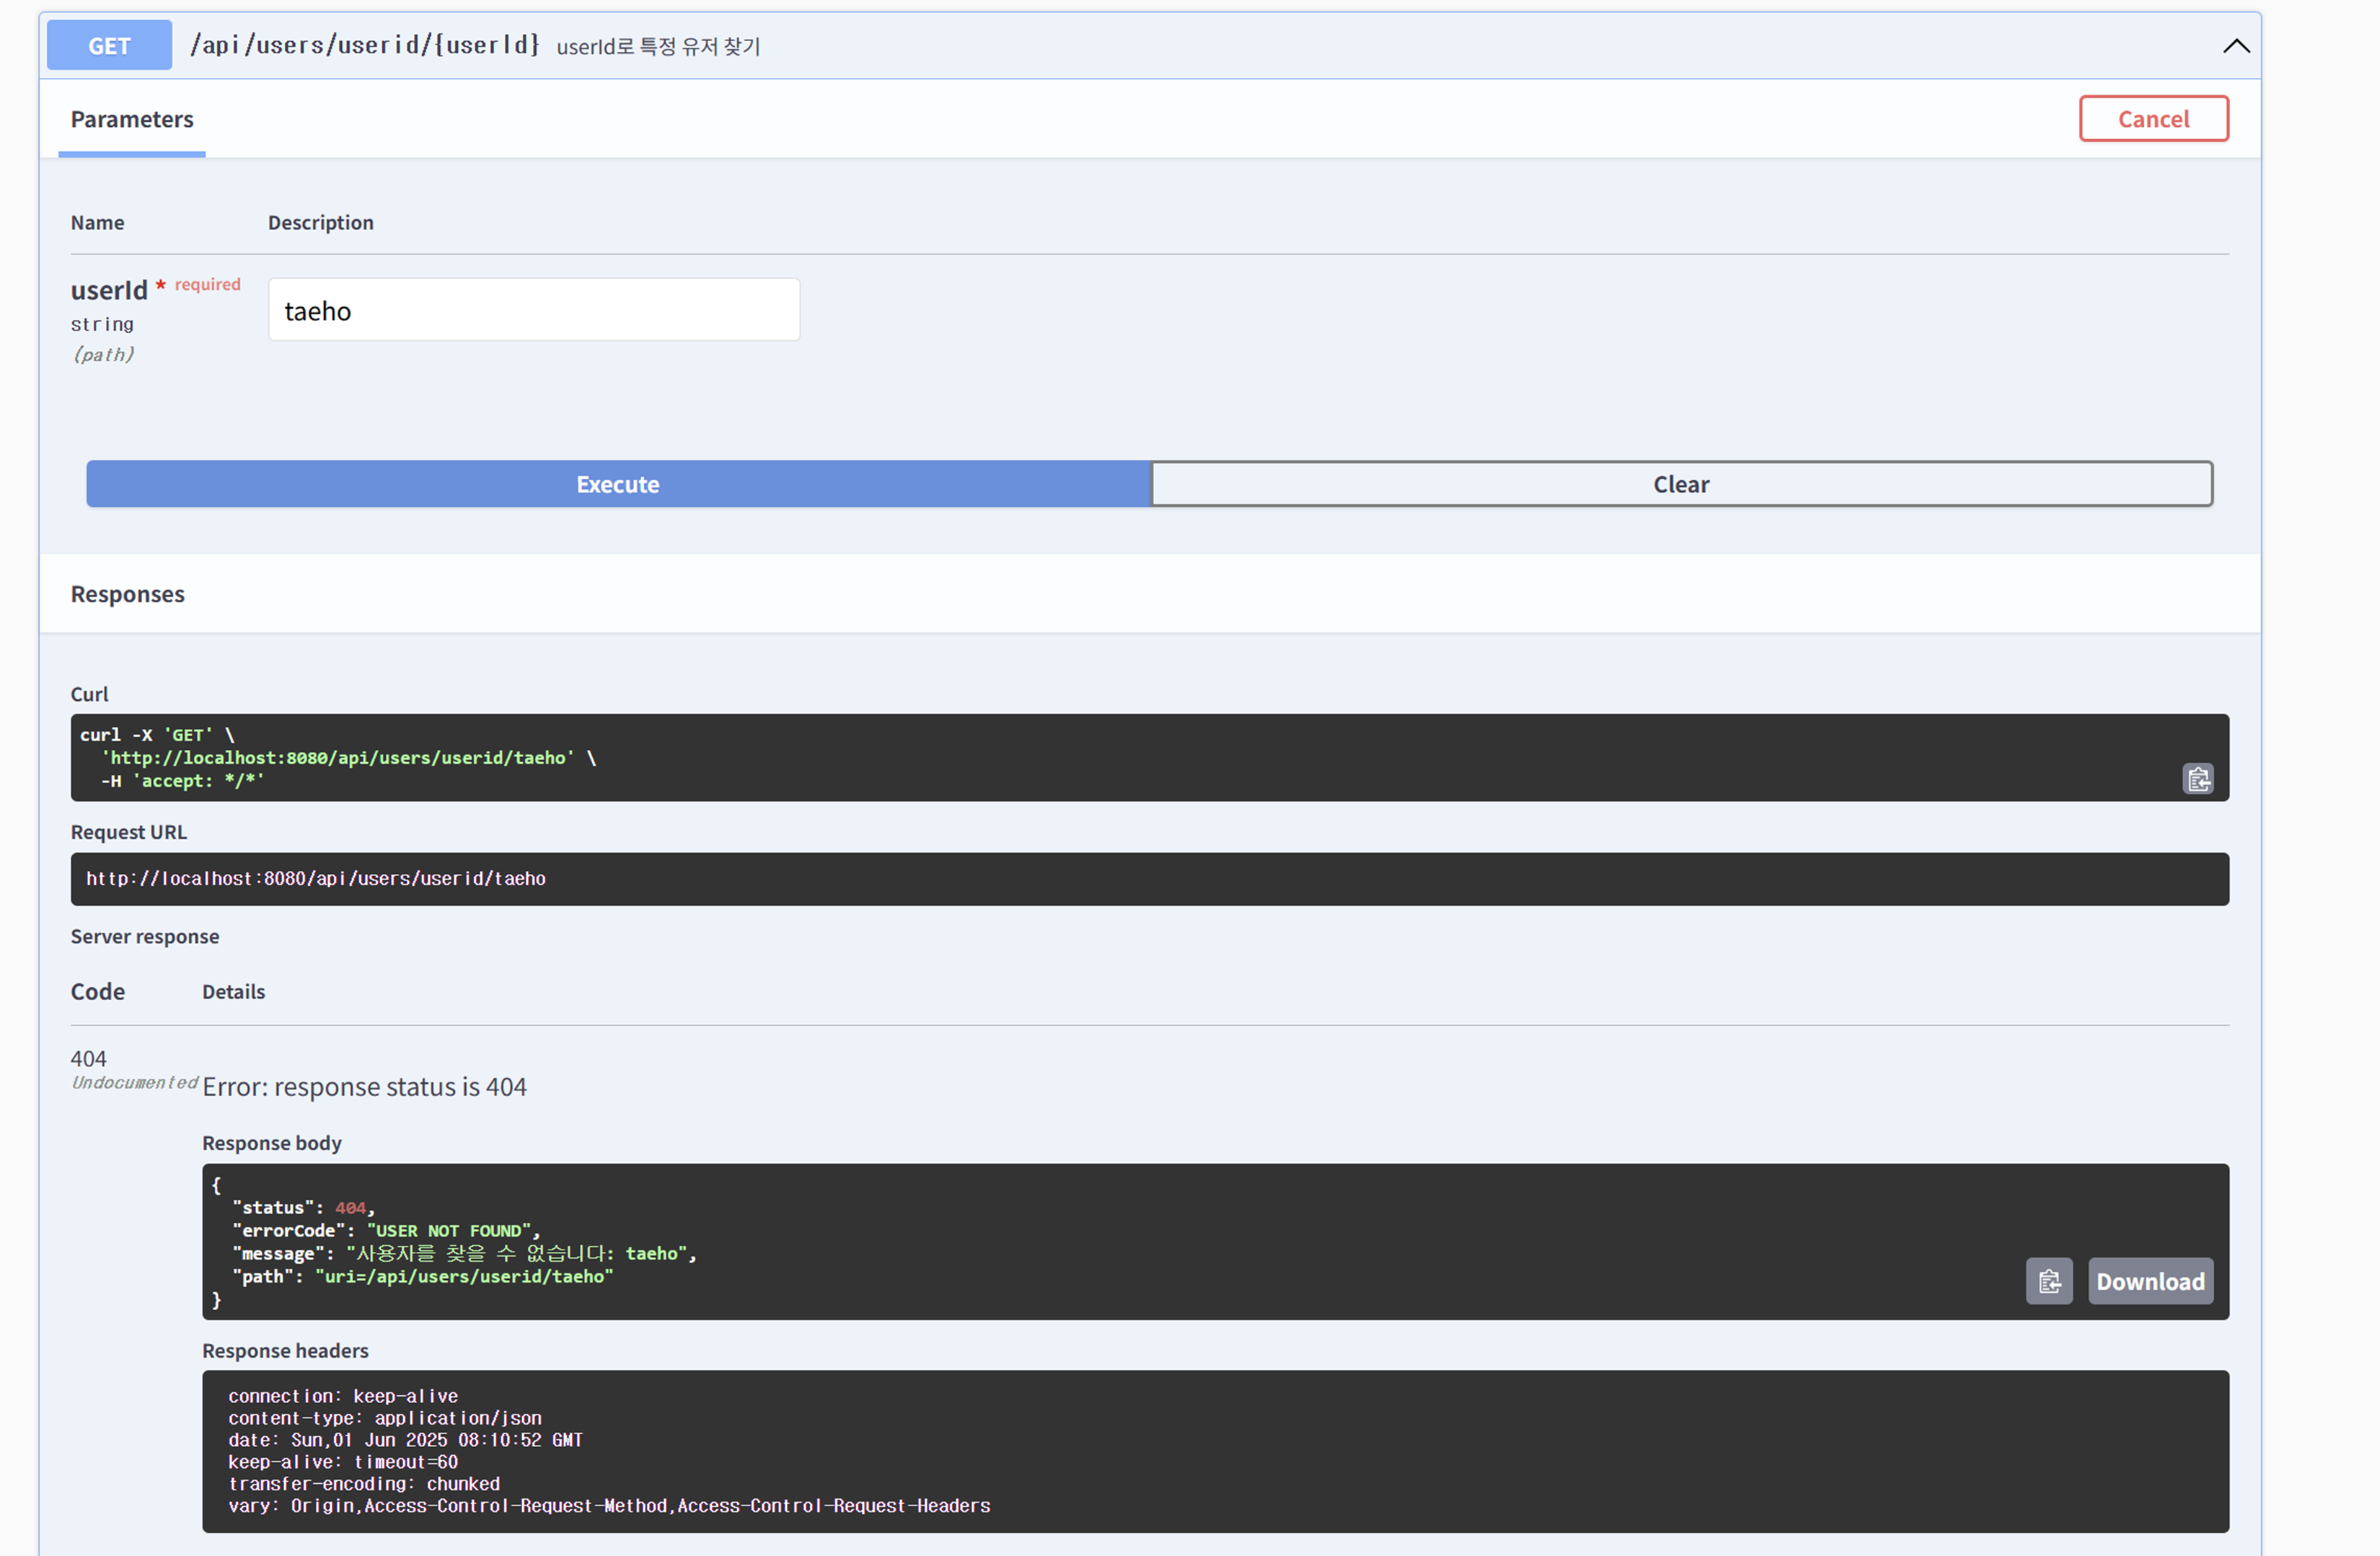 GET /api/users/userid/{userId} userId로 특정 유저 찾기
Parameters
Cancel
Name Description
userId * required
string
(path)
taeho
Execute
Clear
Responses
Curl
curl -X 'GET' \
  'http://localhost:8080/api/users/userid/taeho' \
  -H 'accept: */*'
Request URL
http://localhost:8080/api/users/userid/taeho
Server response
Code Details
404
Undocumented
Error: response status is 404
Response body
{
  "status": 404,
  "errorCode": "USER NOT FOUND",
  "message": "사용자를 찾을 수 없습니다: taeho",
  "path": "uri=/api/users/userid/taeho"
}
Download
Response headers
connection: keep-alive
content-type: application/json
date: Sun,01 Jun 2025 08:10:52 GMT
keep-alive: timeout=60
transfer-encoding: chunked
vary: Origin,Access-Control-Request-Method,Access-Control-Request-Headers